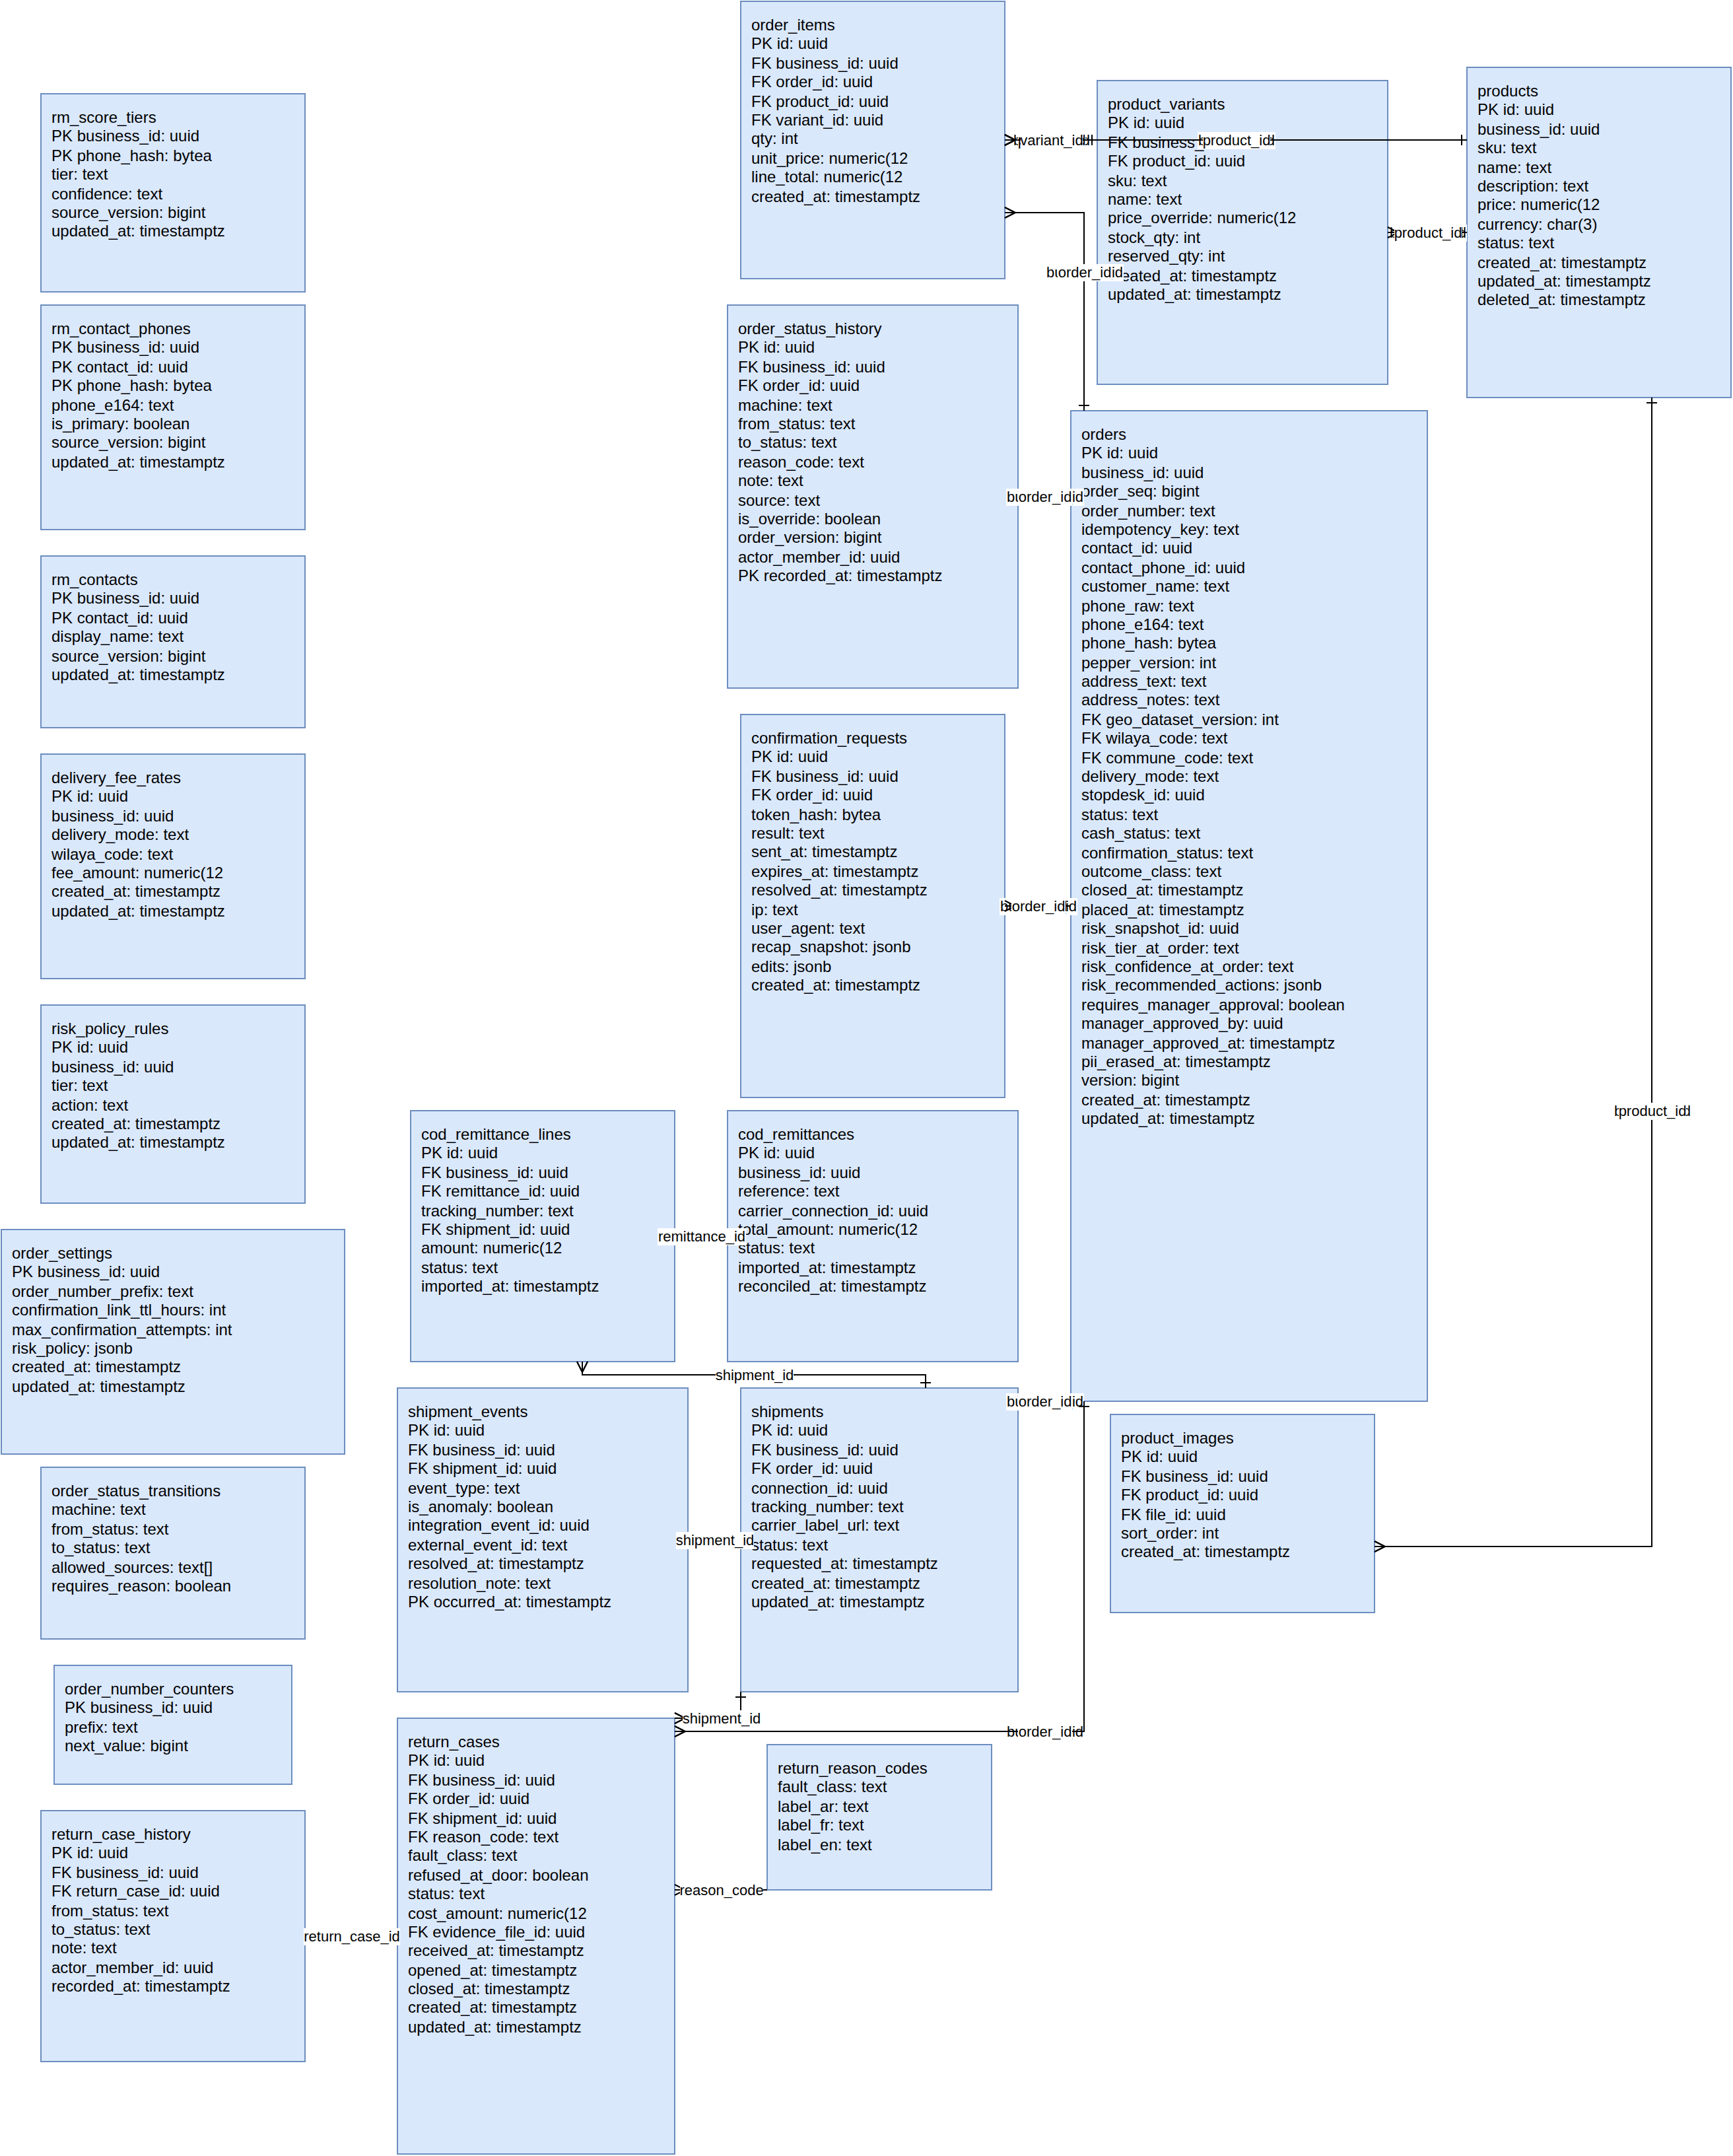 order_items
PK id: uuid
FK business_id: uuid
FK order_id: uuid
FK product_id: uuid
FK variant_id: uuid
qty: int
unit_price: numeric(12
line_total: numeric(12
created_at: timestamptz
product_variants
PK id: uuid
FK business_
FK product_id: uuid
sku: text
name: text
price_override: numeric(12
stock_qty: int
reserved_qty: int
eated_at: timestamptz
updated_at: timestamptz
products
PK id: uuid
business_id: uuid
sku: text
name: text
description: text
price: numeric(12
currency: char(3)
status: text
created_at: timestamptz
updated_at: timestamptz
deleted_at: timestamptz
variant_id
product_id
product_id
order_id
rm_score_tiers
PK business_id: uuid
PK phone_hash: bytea
tier: text
confidence: text
source_version: bigint
updated_at: timestamptz
rm_contact_phones
PK business_id: uuid
PK contact_id: uuid
PK phone_hash: bytea
phone_e164: text
is_primary: boolean
source_version: bigint
updated_at: timestamptz
order_status_history
PK id: uuid
FK business_id: uuid
FK order_id: uuid
machine: text
from_status: text
to_status: text
reason_code: text
note: text
source: text
is_override: boolean
order_version: bigint
actor_member_id: uuid
PK recorded_at: timestamptz
order_id
orders
PK id: uuid
business_id: uuid
order_seq: bigint
order_number: text
idempotency_key: text
contact_id: uuid
contact_phone_id: uuid
customer_name: text
phone_raw: text
phone_e164: text
phone_hash: bytea
pepper_version: int
address_text: text
address_notes: text
FK geo_dataset_version: int
FK wilaya_code: text
FK commune_code: text
delivery_mode: text
stopdesk_id: uuid
status: text
cash_status: text
confirmation_status: text
outcome_class: text
closed_at: timestamptz
placed_at: timestamptz
risk_snapshot_id: uuid
risk_tier_at_order: text
risk_confidence_at_order: text
risk_recommended_actions: jsonb
requires_manager_approval: boolean
manager_approved_by: uuid
manager_approved_at: timestamptz
pii_erased_at: timestamptz
version: bigint
created_at: timestamptz
updated_at: timestamptz
rm_contacts
PK business_id: uuid
PK contact_id: uuid
display_name: text
source_version: bigint
updated_at: timestamptz
confirmation_requests
PK id: uuid
FK business_id: uuid
FK order_id: uuid
token_hash: bytea
result: text
sent_at: timestamptz
expires_at: timestamptz
resolved_at: timestamptz
ip: text
user_agent: text
recap_snapshot: jsonb
edits: jsonb
created_at: timestamptz
order_id
delivery_fee_rates
PK id: uuid
business_id: uuid
delivery_mode: text
wilaya_code: text
fee_amount: numeric(12
created_at: timestamptz
updated_at: timestamptz
risk_policy_rules
PK id: uuid
business_id: uuid
tier: text
action: text
created_at: timestamptz
updated_at: timestamptz
cod_remittance_lines
PK id: uuid
FK business_id: uuid
FK remittance_id: uuid
tracking_number: text
FK shipment_id: uuid
amount: numeric(12
status: text
imported_at: timestamptz
remittance_id
cod_remittances
PK id: uuid
business_id: uuid
reference: text
carrier_connection_id: uuid
total_amount: numeric(12
status: text
imported_at: timestamptz
reconciled_at: timestamptz
product_id
order_settings
PK business_id: uuid
order_number_prefix: text
confirmation_link_ttl_hours: int
max_confirmation_attempts: int
risk_policy: jsonb
created_at: timestamptz
updated_at: timestamptz
shipment_id
shipment_events
PK id: uuid
FK business_id: uuid
FK shipment_id: uuid
event_type: text
is_anomaly: boolean
integration_event_id: uuid
external_event_id: text
resolved_at: timestamptz
resolution_note: text
PK occurred_at: timestamptz
shipment_id
shipments
PK id: uuid
FK business_id: uuid
FK order_id: uuid
connection_id: uuid
tracking_number: text
carrier_label_url: text
status: text
requested_at: timestamptz
created_at: timestamptz
updated_at: timestamptz
order_id
product_images
PK id: uuid
FK business_id: uuid
FK product_id: uuid
FK file_id: uuid
sort_order: int
created_at: timestamptz
order_status_transitions
machine: text
from_status: text
to_status: text
allowed_sources: text[]
requires_reason: boolean
order_number_counters
PK business_id: uuid
prefix: text
next_value: bigint
shipment_id
order_id
return_cases
PK id: uuid
FK business_id: uuid
FK order_id: uuid
FK shipment_id: uuid
FK reason_code: text
fault_class: text
refused_at_door: boolean
status: text
cost_amount: numeric(12
FK evidence_file_id: uuid
received_at: timestamptz
opened_at: timestamptz
closed_at: timestamptz
created_at: timestamptz
updated_at: timestamptz
return_reason_codes
fault_class: text
label_ar: text
label_fr: text
label_en: text
reason_code
return_case_history
PK id: uuid
FK business_id: uuid
FK return_case_id: uuid
from_status: text
to_status: text
note: text
actor_member_id: uuid
recorded_at: timestamptz
return_case_id